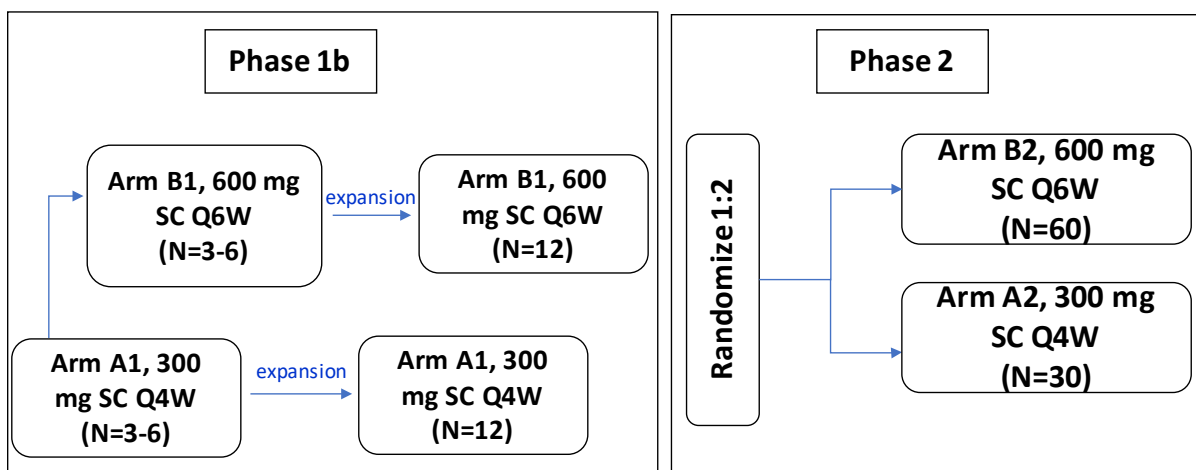 Phase 1b
Arm B1, 600 mg
SC Q6W
(N=3-6)
expansion
Arm B1, 600
mg SC Q6W
(N=12)
Arm A1, 300
mg SC Q4W
(N=3-6)
expansion
Arm A1, 300
mg SC Q4W
(N=12)
Phase 2
Randomize 1:2
Arm B2, 600 mg
SC Q6W
(N=60)
Arm A2, 300 mg
SC Q4W
(N=30)